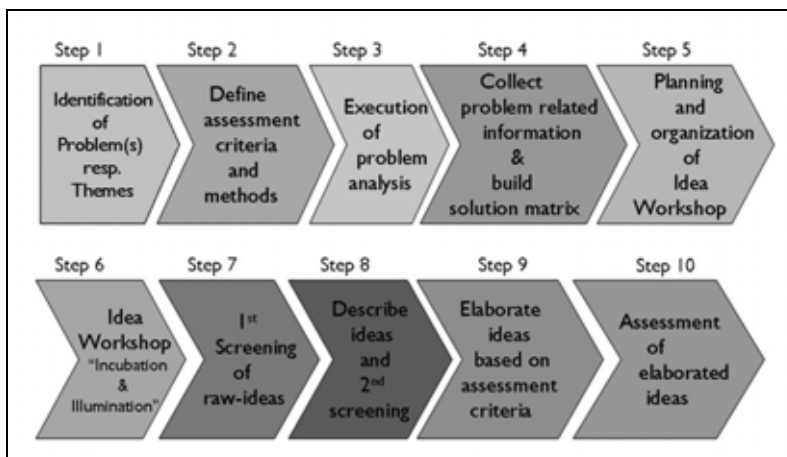 Step 1
Step 2
Step 3
Step 4
Step 5
Identification
of
Problem(s)
resp.
Themes
Define
assessment
criteria
and
methods
Execution
of
problem
analysis
Collect
problem related
information
&
build
solution matrix
Planning
and
organization
of
Idea
Workshop
Step 6
Step 7
Step 8
Step 9
Step 10
Idea
Workshop
"Incubation
&
Illumination"
1st
Screening
of
raw-ideas
Describe
ideas
and
2nd
screening
Elaborate
ideas
based on
assessment
criteria
Assessment
of
elaborated
ideas